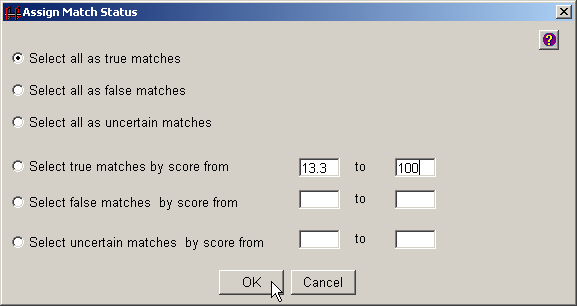 Assign Match Status
?
Select all as true matches
Select all as false matches
Select all as uncertain matches
Select true matches by score from 13.3 to 100
Select false matches by score from to
Select uncertain matches by score from to
OK Cancel